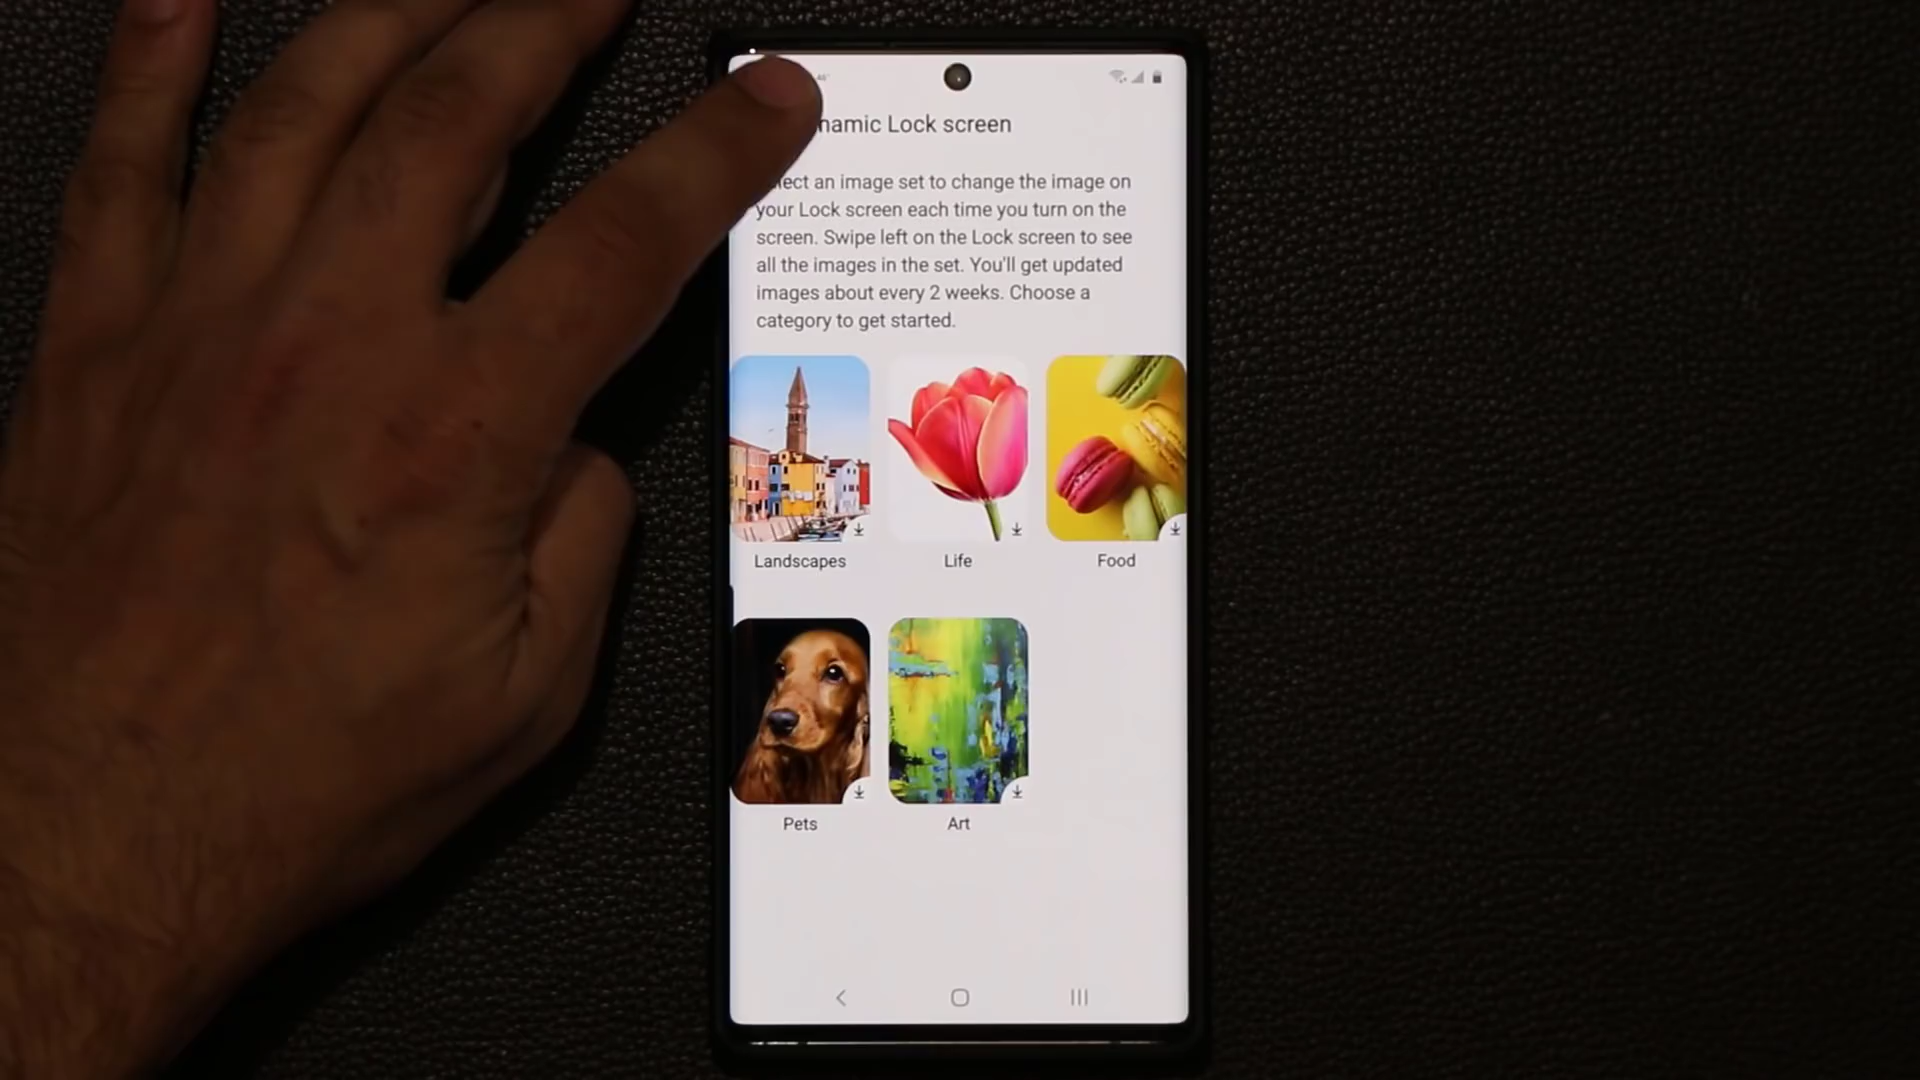 namic Lock screen
lect an image set to change the image on
your Lock screen each time you turn on the
screen. Swipe left on the Lock screen to see
all the images in the set. You'll get updated
images about every 2 weeks. Choose a
category to get started.
Landscapes Life Food
Pets Art